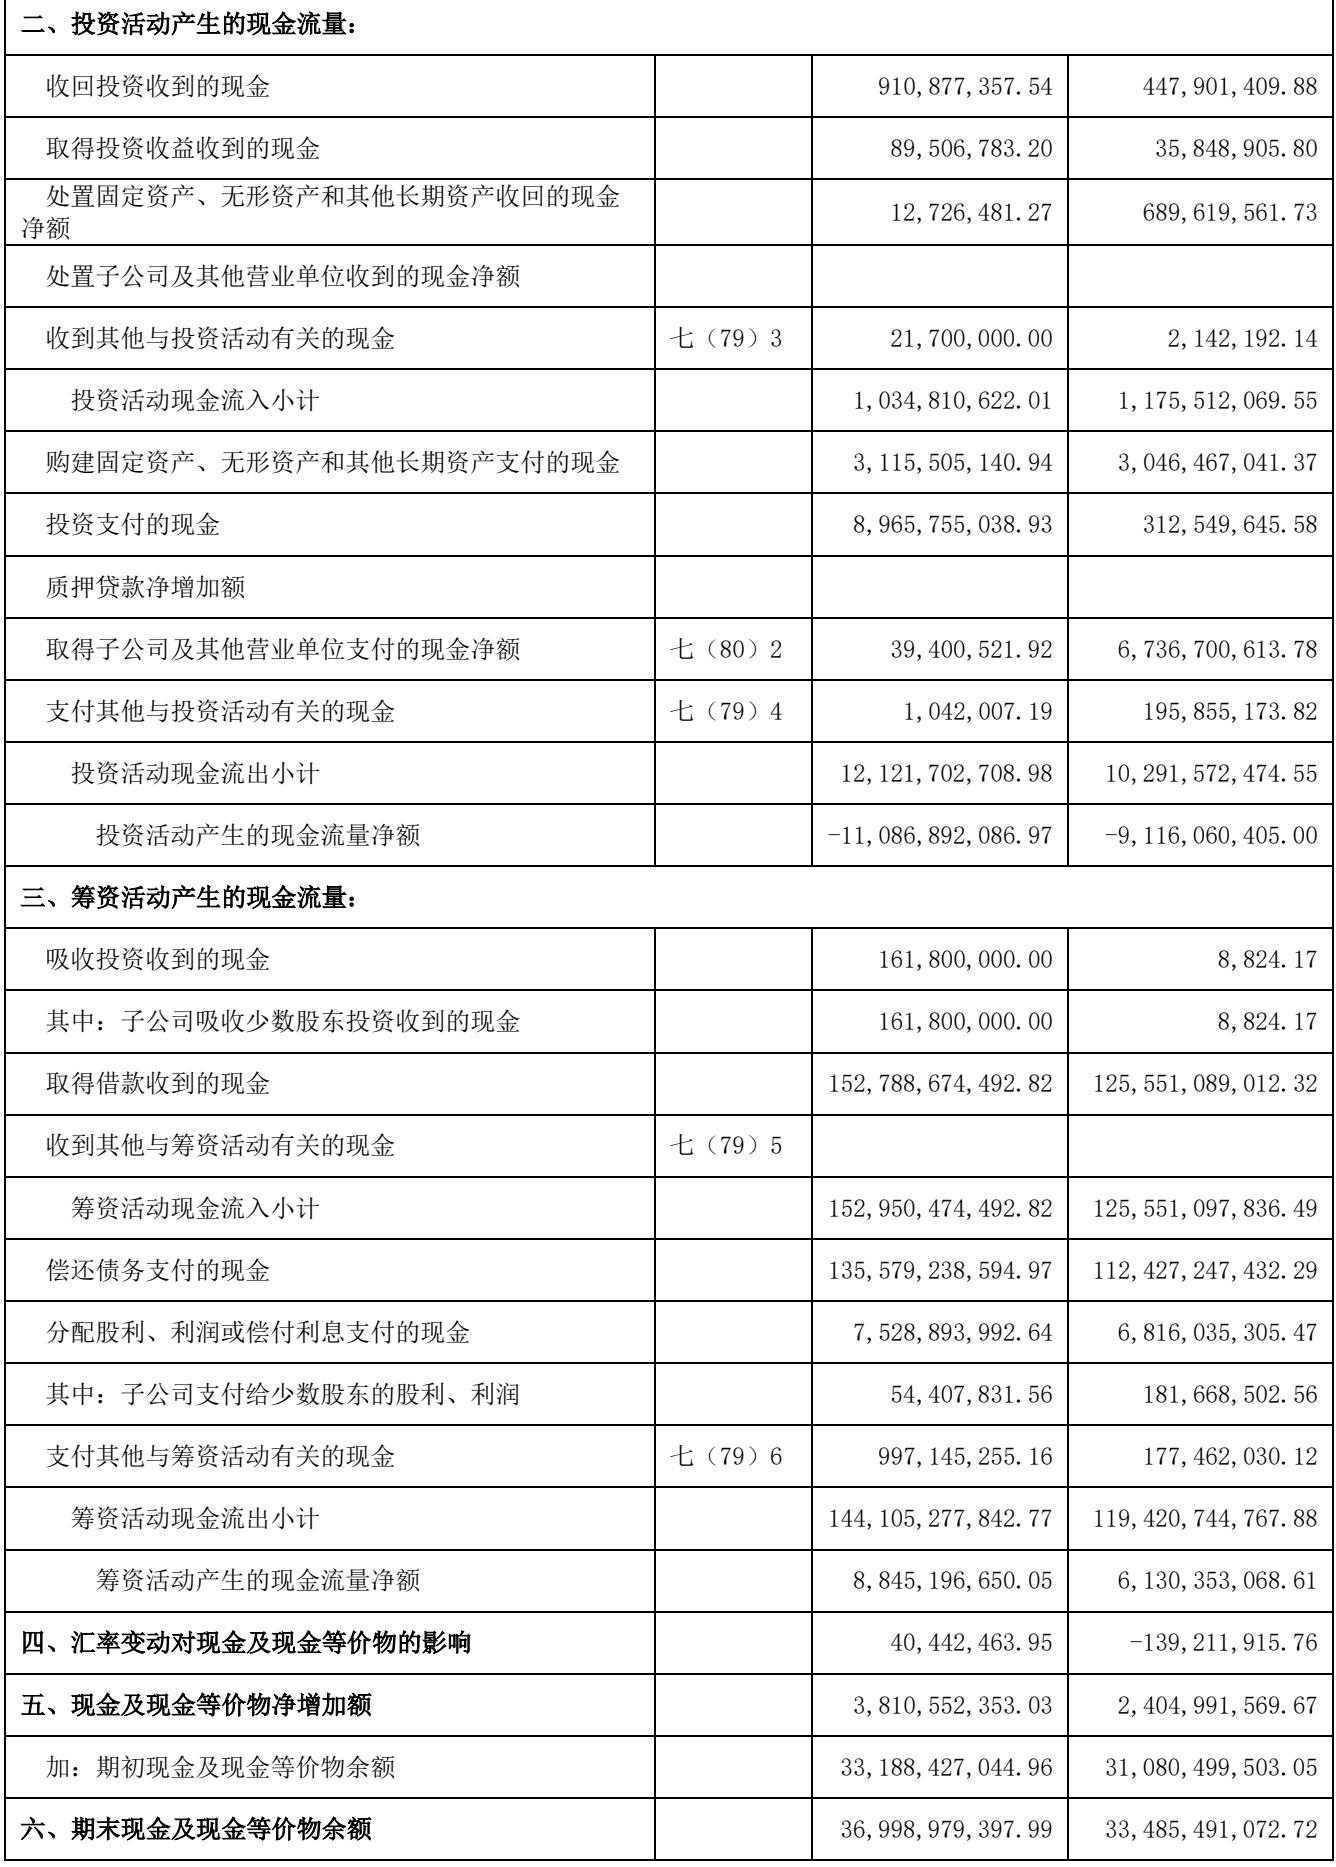 二、投资活动产生的现金流量：
收回投资收到的现金 910,877,357.54 447,901,409.88
取得投资收益收到的现金 89,506,783.20 35,848,905.80
处置固定资产、无形资产和其他长期资产收回的现金
净额 12,726,481.27 689,619,561.73
处置子公司及其他营业单位收到的现金净额
收到其他与投资活动有关的现金 七（79）3 21,700,000.00 2,142,192.14
投资活动现金流入小计 1,034,810,622.01 1,175,512,069.55
购建固定资产、无形资产和其他长期资产支付的现金 3,115,505,140.94 3,046,467,041.37
投资支付的现金 8,965,755,038.93 312,549,645.58
质押贷款净增加额
取得子公司及其他营业单位支付的现金净额 七（80）2 39,400,521.92 6,736,700,613.78
支付其他与投资活动有关的现金 七（79）4 1,042,007.19 195,855,173.82
投资活动现金流出小计 12,121,702,708.98 10,291,572,474.55
投资活动产生的现金流量净额 -11,086,892,086.97 -9,116,060,405.00
三、筹资活动产生的现金流量：
吸收投资收到的现金 161,800,000.00 8,824.17
其中：子公司吸收少数股东投资收到的现金 161,800,000.00 8,824.17
取得借款收到的现金 152,788,674,492.82 125,551,089,012.32
收到其他与筹资活动有关的现金 七（79）5
筹资活动现金流入小计 152,950,474,492.82 125,551,097,836.49
偿还债务支付的现金 135,579,238,594.97 112,427,247,432.29
分配股利、利润或偿付利息支付的现金 7,528,893,992.64 6,816,035,305.47
其中：子公司支付给少数股东的股利、利润 54,407,831.56 181,668,502.56
支付其他与筹资活动有关的现金 七（79）6 997,145,255.16 177,462,030.12
筹资活动现金流出小计 144,105,277,842.77 119,420,744,767.88
筹资活动产生的现金流量净额 8,845,196,650.05 6,130,353,068.61
四、汇率变动对现金及现金等价物的影响 40,442,463.95 -139,211,915.76
五、现金及现金等价物净增加额 3,810,552,353.03 2,404,991,569.67
加：期初现金及现金等价物余额 33,188,427,044.96 31,080,499,503.05
六、期末现金及现金等价物余额 36,998,979,397.99 33,485,491,072.72